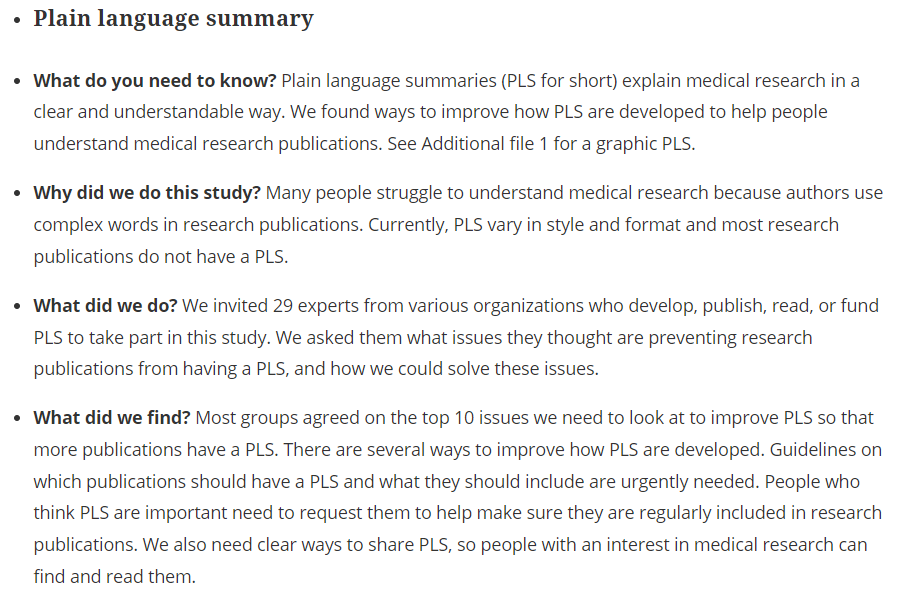 Plain language summary
What do you need to know? Plain language summaries (PLS for short) explain medical research in a
clear and understandable way. We found ways to improve how PLS are developed to help people
understand medical research publications. See Additional file 1 for a graphic PLS.
Why did we do this study? Many people struggle to understand medical research because authors use
complex words in research publications. Currently, PLS vary in style and format and most research
publications do not have a PLS.
What did we do? We invited 29 experts from various organizations who develop, publish, read, or fund
PLS to take part in this study. We asked them what issues they thought are preventing research
publications from having a PLS, and how we could solve these issues.
What did we find? Most groups agreed on the top 10 issues we need to look at to improve PLS so that
more publications have a PLS. There are several ways to improve how PLS are developed. Guidelines on
which publications should have a PLS and what they should include are urgently needed. People who
think PLS are important need to request them to help make sure they are regularly included in research
publications. We also need clear ways to share PLS, so people with an interest in medical research can
find and read them.